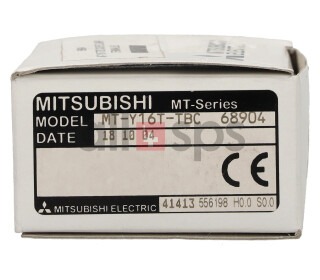 MITSUBISHI MT-Series
MODEL MT-Y16T-TBC 68904
DATE 18 10 04
CE
MITSUBISHI ELECTRIC 41413 556198 H0.0 S0.0